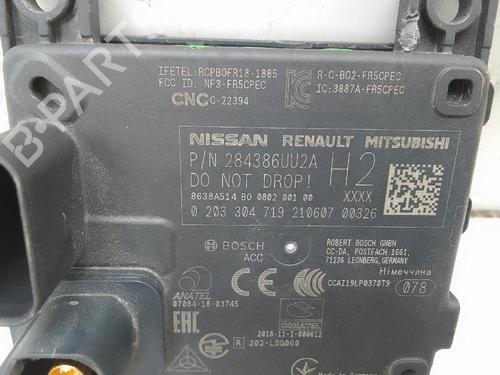 IFETEL: RCPBOFR18-1885
FCC ID: NF3-FR5CPEC
CNC C-22394
R-C-B02-FR5CPEC
IC:3887A-FR5CPEC
NISSAN RENAULT MITSUBISHI
P/N 284386UU2A
H2
DO NOT DROP!
XXXX
8638A514 B0 0802 B01 00
0 203 304 719 210607 00326
BOSCH
ACC
ROBERT BOSCH GMBH
CC-DA, POSTFACH 1661,
71226 LEONBERG, GERMANY
Німеччина
CCAI19LP0370T9
078
ANATEL
07084-18-03745
EAC
CONATEL
2018-11-I-000612
R 202-LSG060